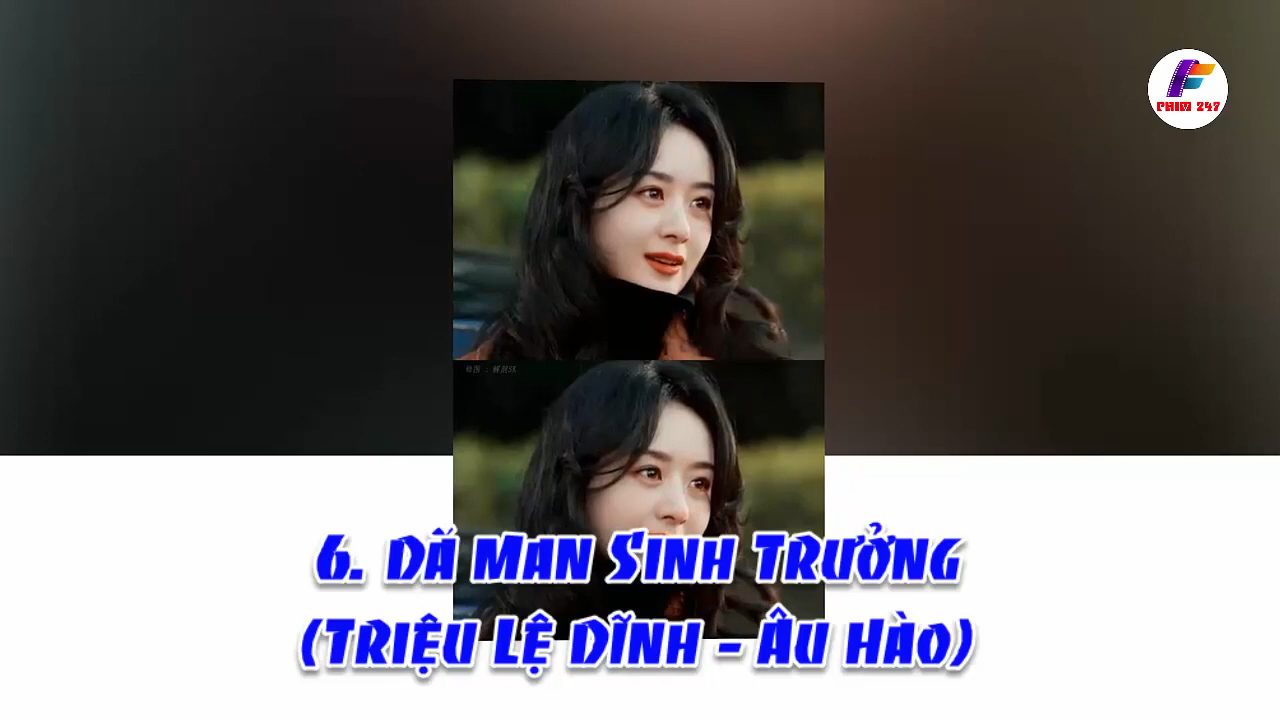 PHIM 247
6. Dã Man Sinh Trưởng
(Triệu Lệ Dĩnh - Âu Hào)